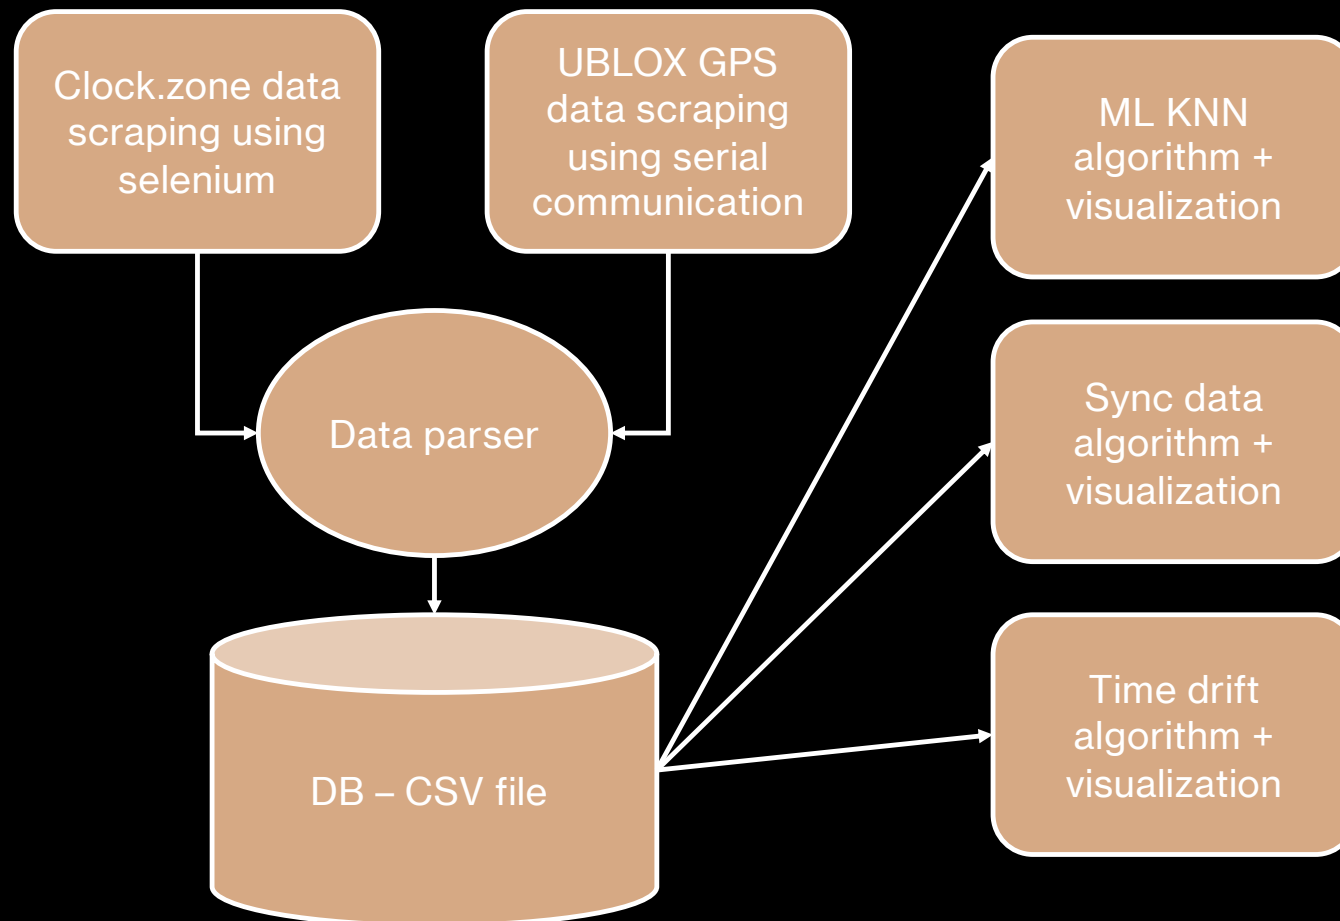 Clock.zone data
scraping using
selenium
UBLOX GPS
data scraping
using serial
communication
Data parser
DB – CSV file
ML KNN
algorithm +
visualization
Sync data
algorithm +
visualization
Time drift
algorithm +
visualization